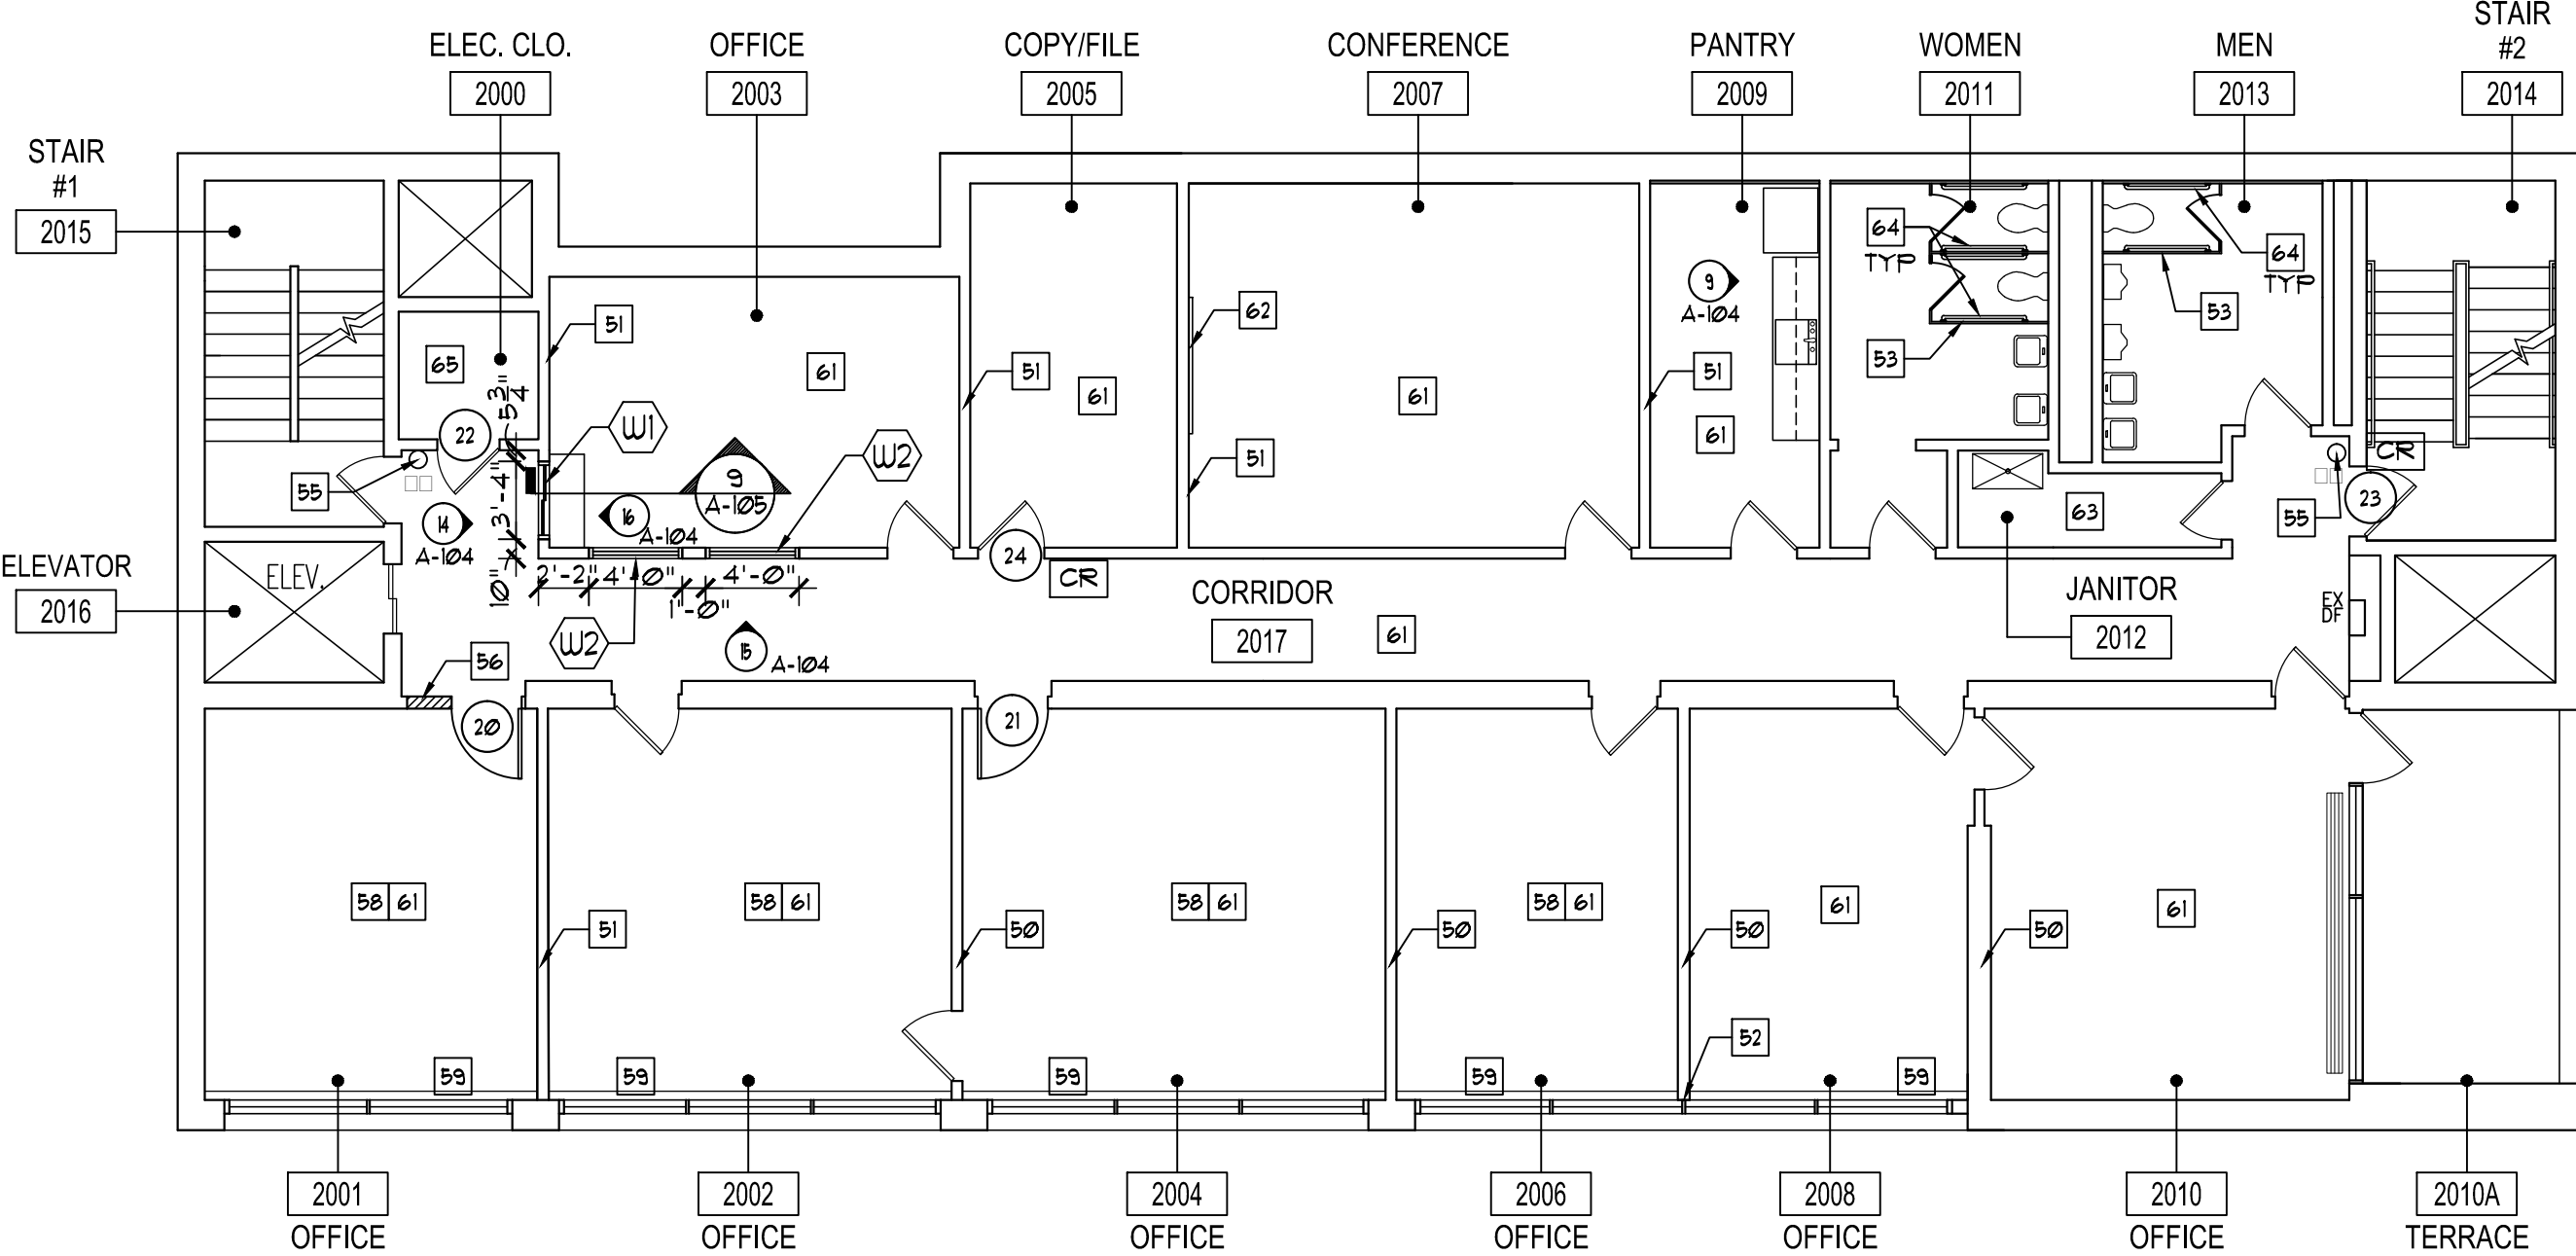 STAIR
ELEC. CLO.
OFFICE
COPY/FILE
CONFERENCE
PANTRY
WOMEN
MEN
#2
2000
2003
2005
2007
2009
2011
2013
2014
STAIR
#1
2015
64
TYP
64
TYP
9
A-104
51
62
53
65
5 3/4"
61
51
61
61
51
61
53
22
W1
W2
51
CR
55
9
A-105
14
A-104
3'-4"
16
A-104
63
55
23
10"
24
CR
ELEVATOR
2016
ELEV.
2'-2"
4'-0"
4'-0"
1'-0"
CORRIDOR
2017
61
JANITOR
2012
EX
DF
W2
15
A-104
56
20
21
58 61
58 61
58 61
58 61
61
61
51
50
50
50
50
52
59
59
59
59
59
2001
OFFICE
2002
OFFICE
2004
OFFICE
2006
OFFICE
2008
OFFICE
2010
OFFICE
2010A
TERRACE